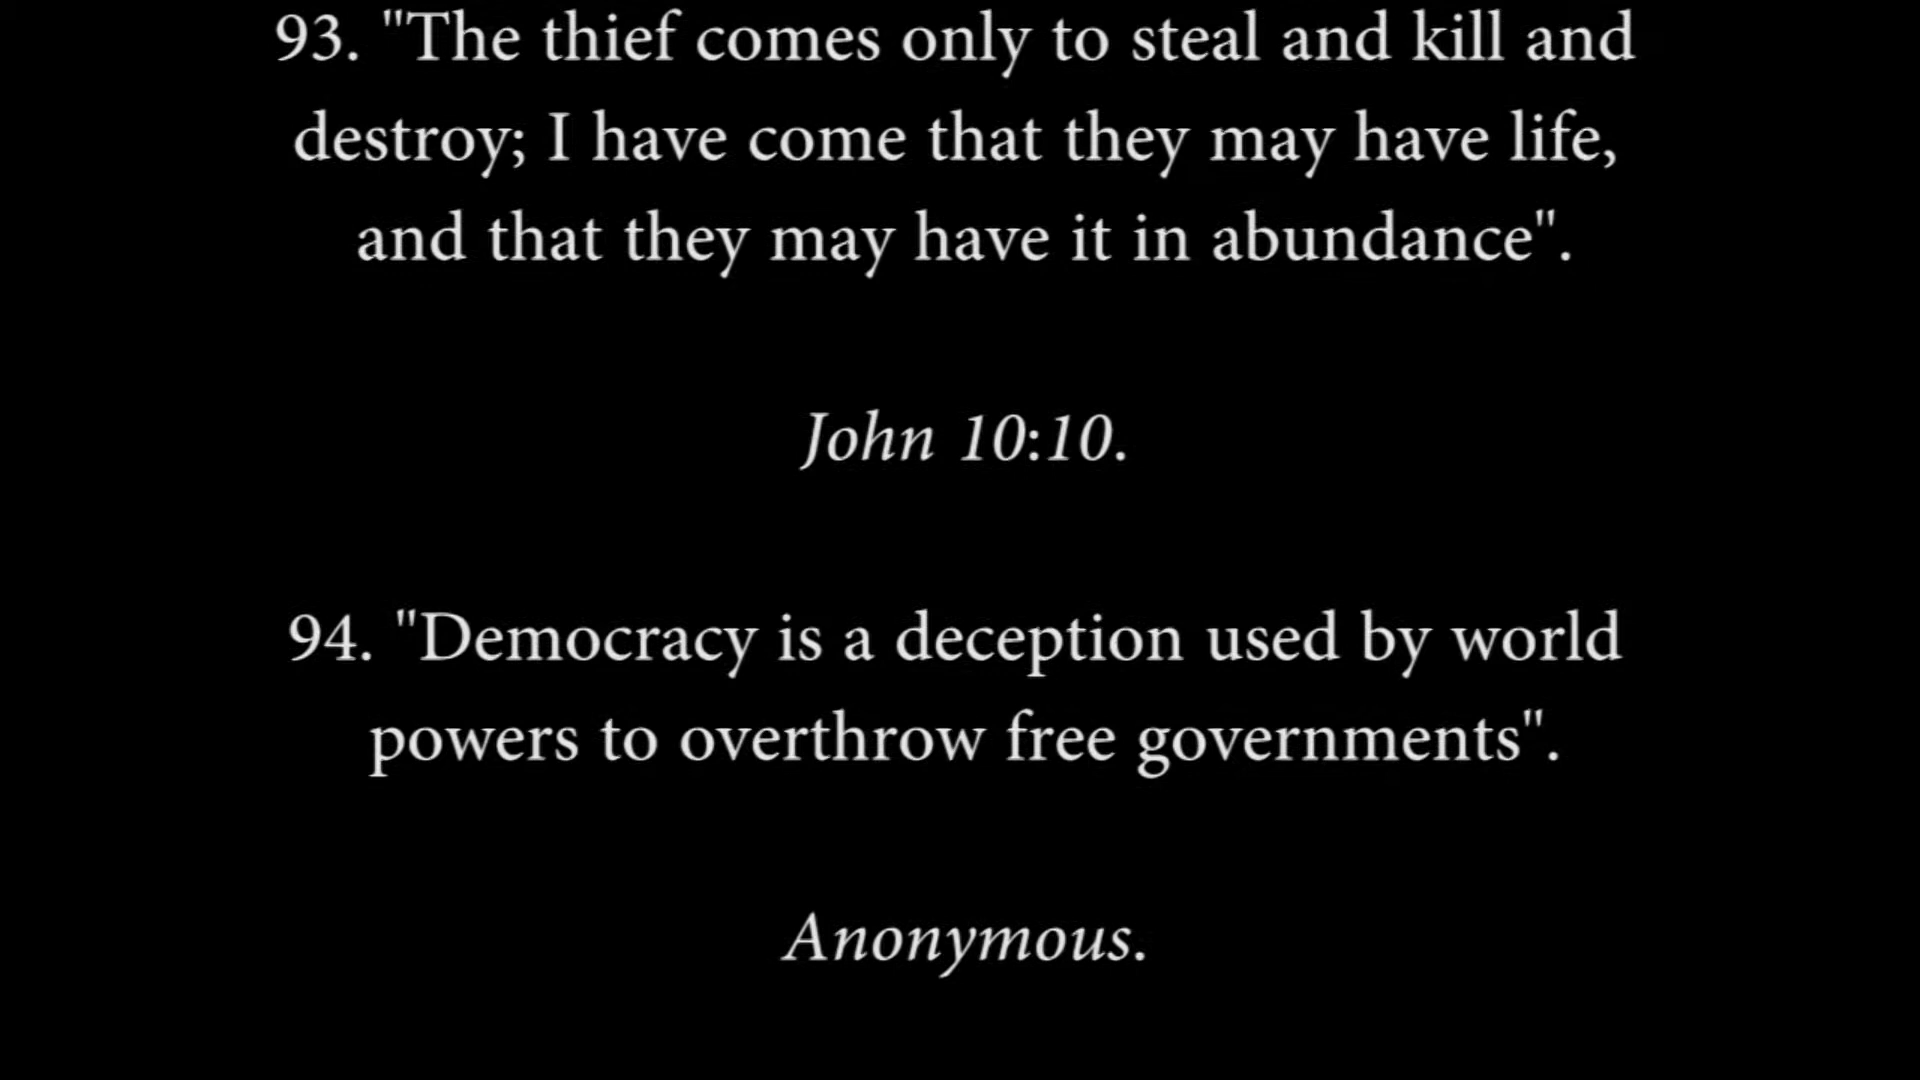 93. "The thief comes only to steal and kill and
destroy; I have come that they may have life,
and that they may have it in abundance".
John 10:10.
94. "Democracy is a deception used by world
powers to overthrow free governments".
Anonymous.